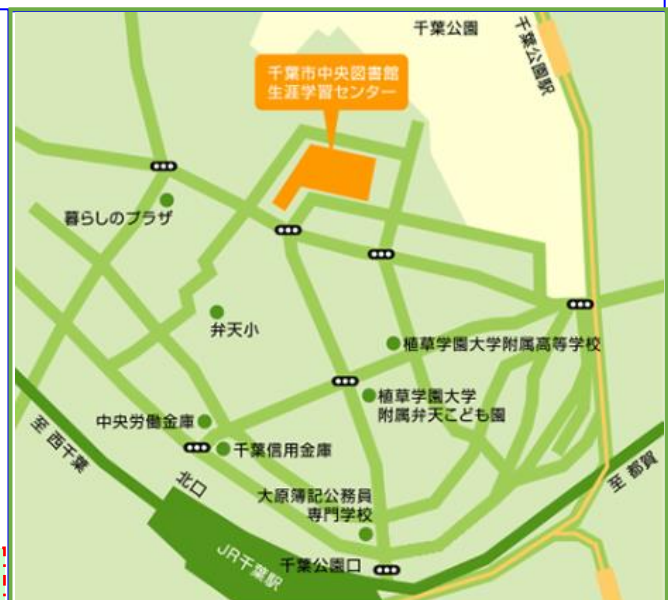 千葉公園
千葉公園駅
千葉市中央図書館
生涯学習センター
暮らしのプラザ
弁天小
植草学園大学附属高等学校
植草学園大学
附属弁天こども園
中央労働金庫
千葉信用金庫
至 西千葉
北口
大原簿記公務員
専門学校
至 都賀
JR千葉駅
千葉公園口